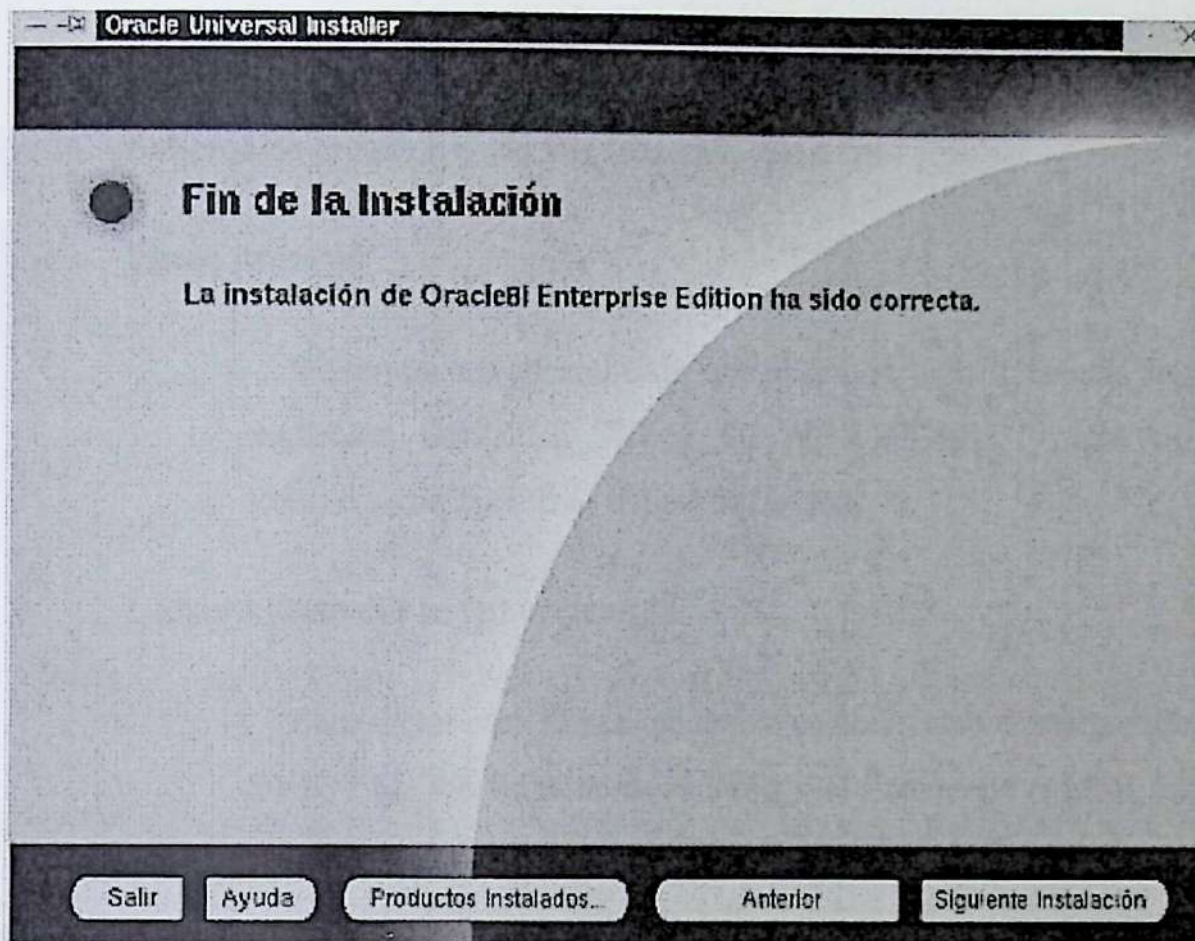 Oracle Universal Installer
Fin de la Instalación
La instalación de Oracle8i Enterprise Edition ha sido correcta.
Salir
Ayuda
Productos Instalados...
Anterior
Siguiente Instalación